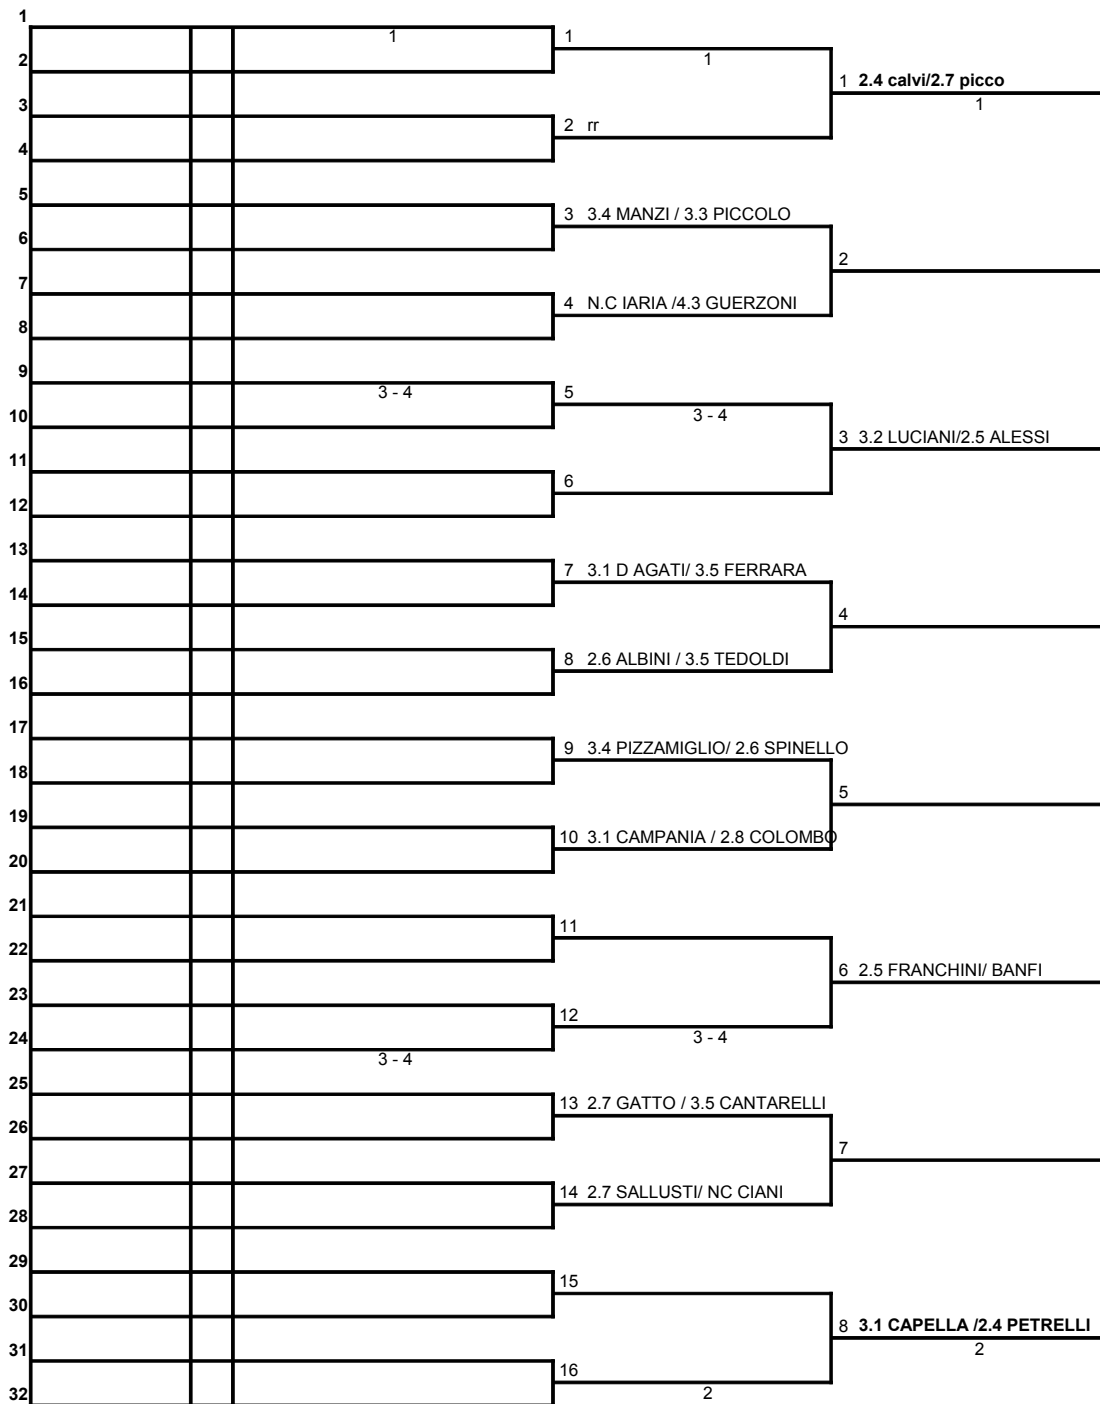 1
1
1
2
1
1 2.4 calvi/2.7 picco
1
3
2 rr
4
5
3 3.4 MANZI / 3.3 PICCOLO
6
2
7
4 N.C IARIA /4.3 GUERZONI
8
9
3 - 4
5
10
3 - 4
3 3.2 LUCIANI/2.5 ALESSI
11
6
12
13
7 3.1 D AGATI/ 3.5 FERRARA
14
4
15
8 2.6 ALBINI / 3.5 TEDOLDI
16
17
9 3.4 PIZZAMIGLIO/ 2.6 SPINELLO
18
5
19
10 3.1 CAMPANIA / 2.8 COLOMBO
20
21
11
22
6 2.5 FRANCHINI/ BANFI
23
12
24
3 - 4
3 - 4
25
13 2.7 GATTO / 3.5 CANTARELLI
26
7
27
14 2.7 SALLUSTI/ NC CIANI
28
29
15
30
8 3.1 CAPELLA /2.4 PETRELLI
2
31
16
32
2